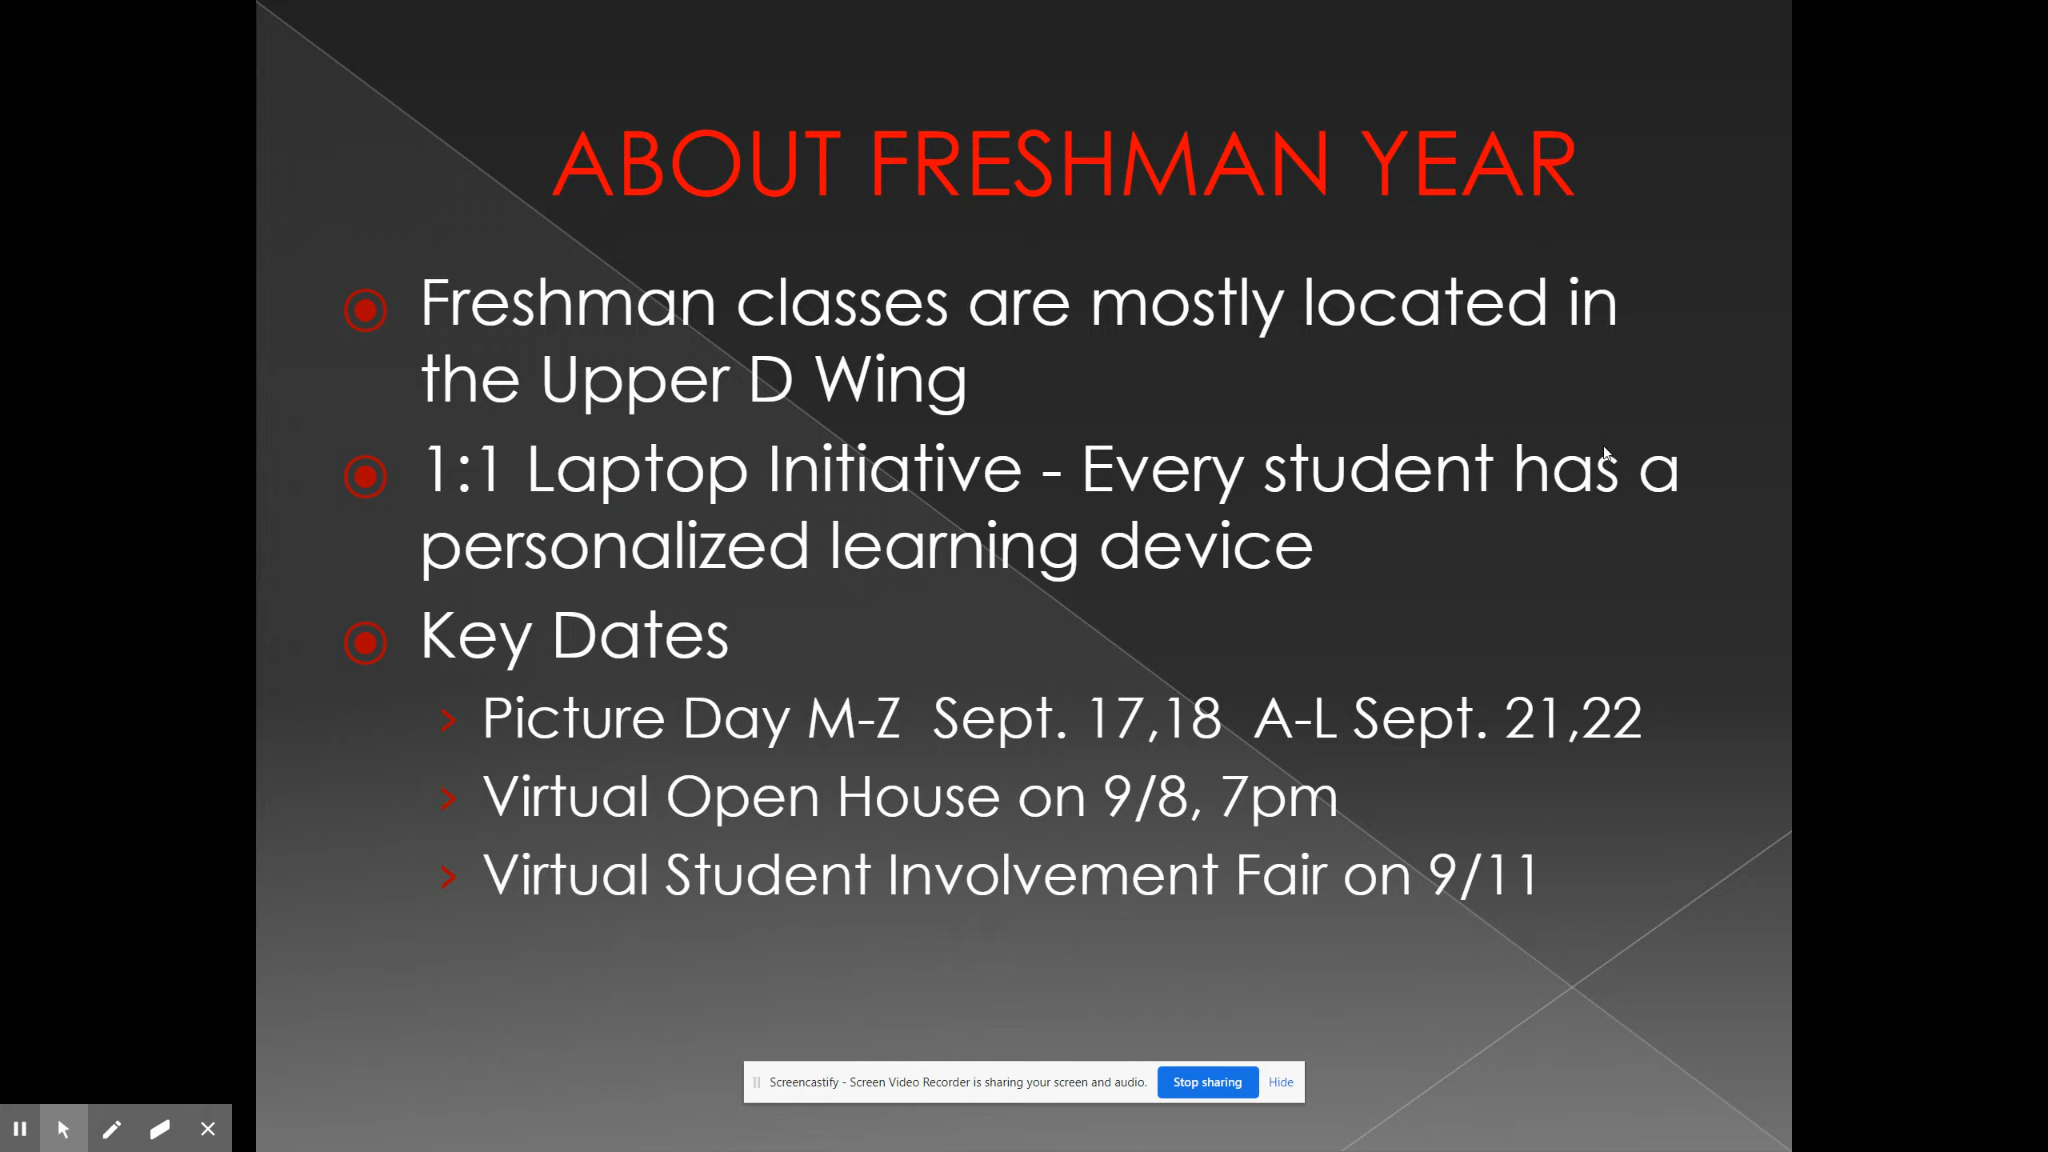 ABOUT FRESHMAN YEAR
Freshman classes are mostly located in
the Upper D Wing
1:1 Laptop Initiative - Every student has a
personalized learning device
Key Dates
Picture Day M-Z  Sept. 17,18  A-L Sept. 21,22
Virtual Open House on 9/8, 7pm
Virtual Student Involvement Fair on 9/11
Screencastify - Screen Video Recorder is sharing your screen and audio. Stop sharing Hide